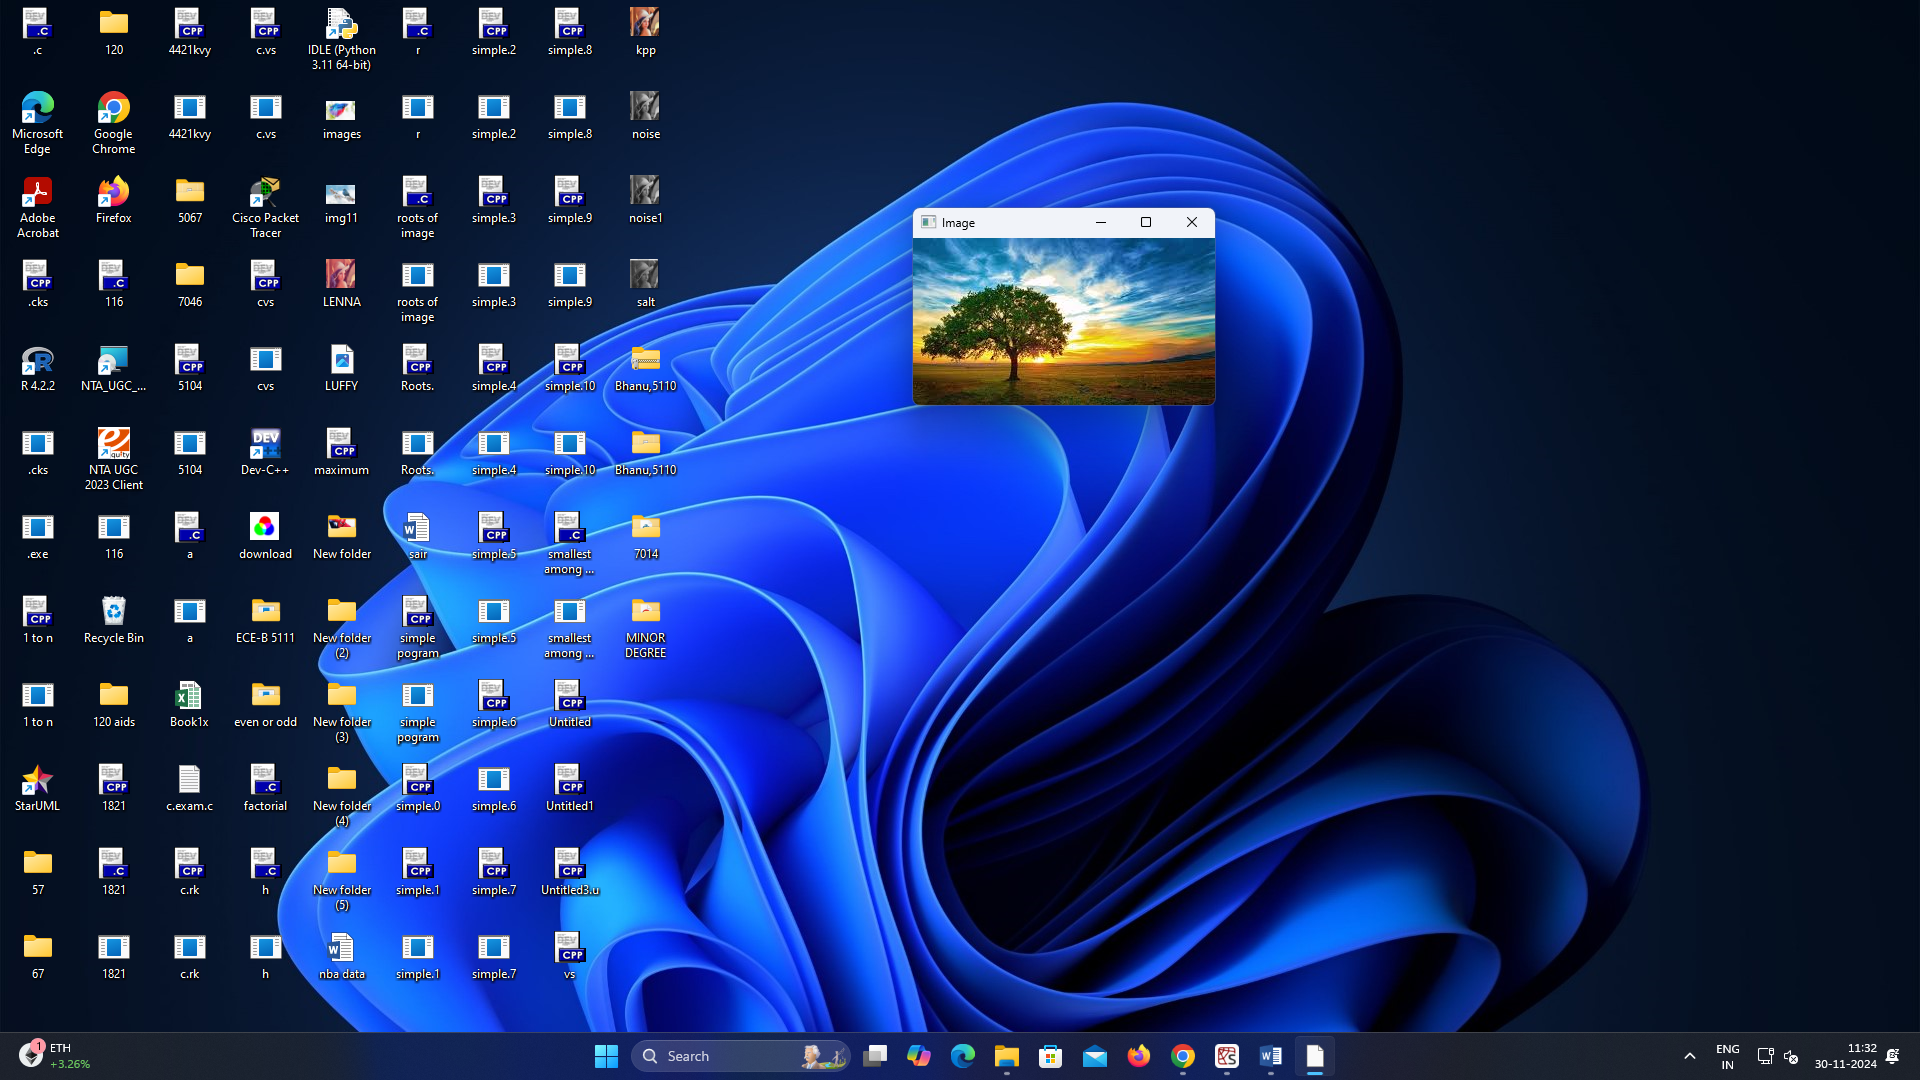 .c
120
4421kvy
c.vs
IDLE (Python
3.11 64-bit)
r
simple.2
simple.8
kpp
Microsoft
Edge
Google
Chrome
4421kvy
c.vs
images
r
simple.2
simple.8
noise
Adobe
Acrobat
Firefox
5067
Cisco Packet
Tracer
img11
roots of
image
simple.3
simple.9
noise1
.cks
116
7046
cvs
LENNA
roots of
image
simple.3
simple.9
salt
R 4.2.2
NTA_UGC_...
5104
cvs
LUFFY
Roots.
simple.4
simple.10
Bhanu,5110
.cks
NTA UGC
2023 Client
5104
Dev-C++
maximum
Roots.
simple.4
simple.10
Bhanu,5110
.exe
116
a
download
New folder
sair
simple.5
smallest
among ...
7014
1 to n
Recycle Bin
a
ECE-B 5111
New folder
(2)
simple
pogram
simple.5
smallest
among ...
MINOR
DEGREE
1 to n
120 aids
Book1x
even or odd
New folder
(3)
simple
pogram
simple.6
Untitled
StarUML
1821
c.exam.c
factorial
New folder
(4)
simple.0
simple.6
Untitled1
57
1821
c.rk
h
New folder
(5)
simple.1
simple.7
Untitled3.u
67
1821
c.rk
h
nba data
simple.1
simple.7
vs
Image
1
ETH
+3.26%
Search
ENG
IN
11:32
30-11-2024